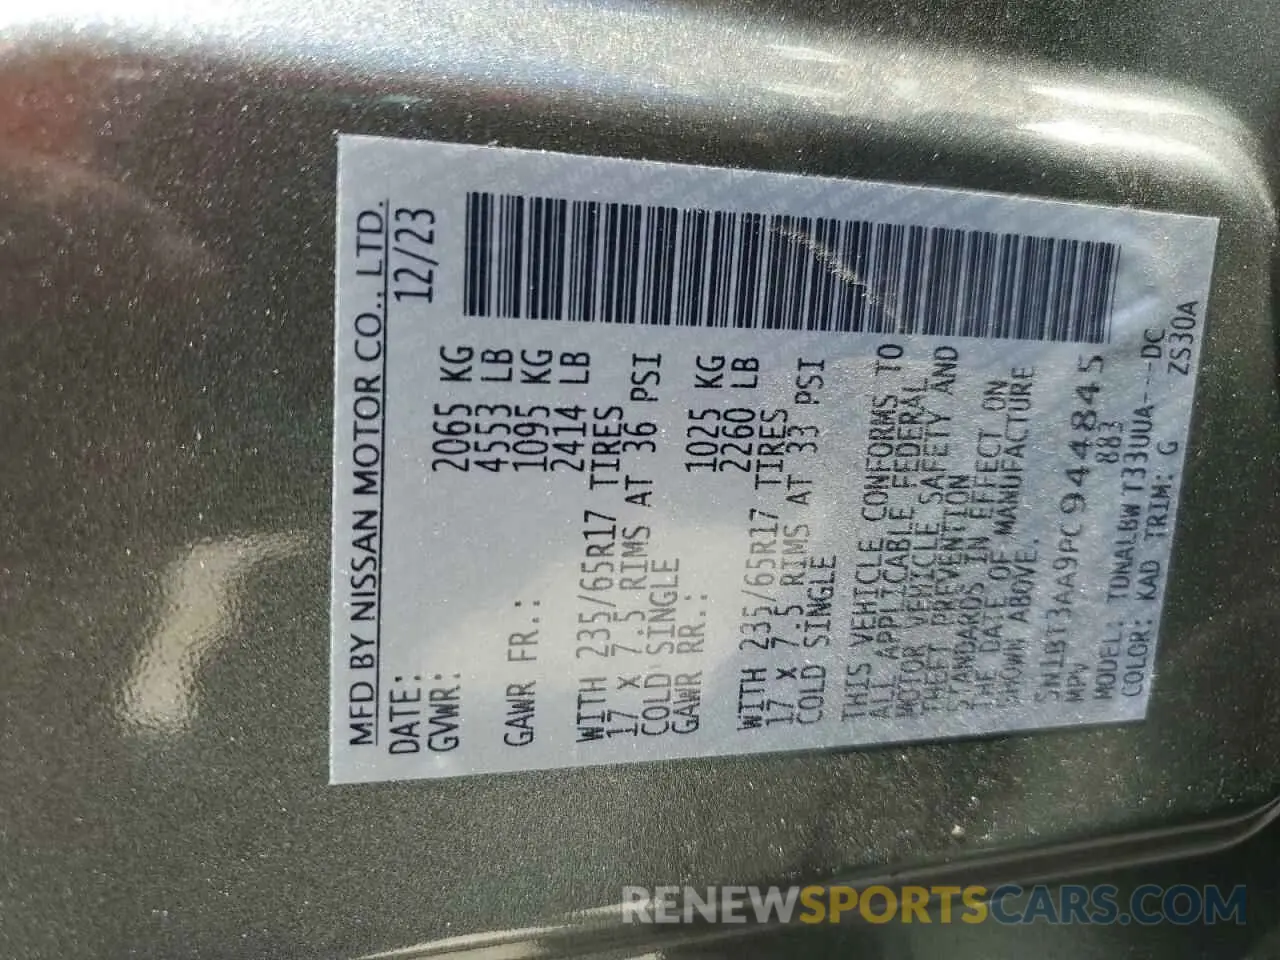 MFD BY NISSAN MOTOR CO., LTD.
DATE: 12/23
GVWR: 2065 KG
4553 LB
GAWR FR.: 1095 KG
2414 LB
WITH 235/65R17 TIRES
17 X 7.5 RIMS AT 36 PSI
COLD SINGLE
GAWR RR.: 1025 KG
2260 LB
WITH 235/65R17 TIRES
17 X 7.5 RIMS AT 33 PSI
COLD SINGLE
THIS VEHICLE CONFORMS TO
ALL APPLICABLE FEDERAL
MOTOR VEHICLE SAFETY AND
THEFT PREVENTION
STANDARDS IN EFFECT ON
THE DATE OF MANUFACTURE
SHOWN ABOVE.
5N1BT3AA9PC944845
MPV 883
MODEL: TDNALBWT33UUA---DC
COLOR: KAD TRIM: G ZS30A
RENEWSPORTSCARS.COM